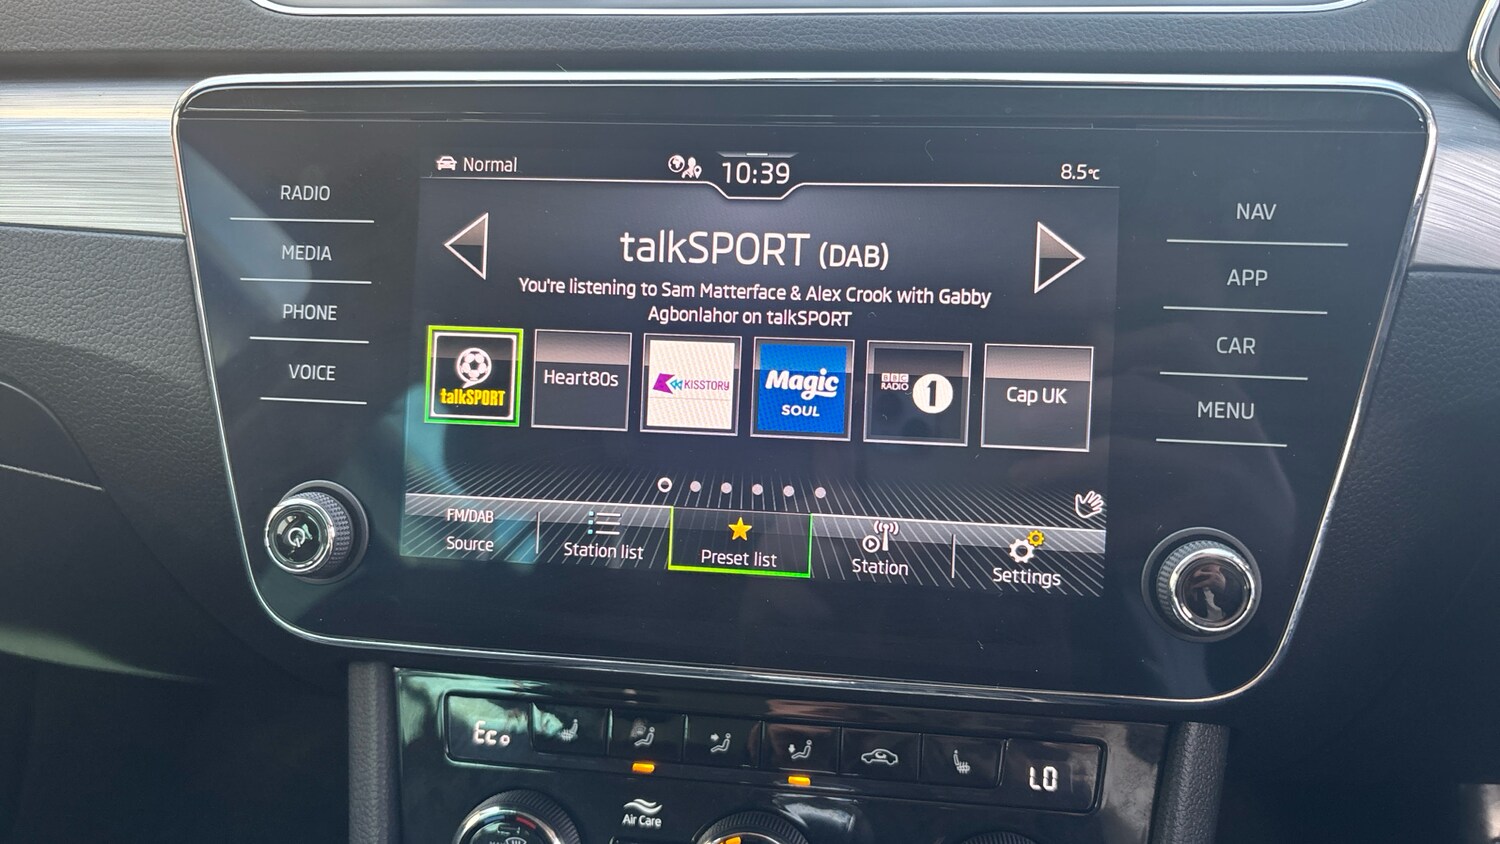 Normal
10:39
8.5°C
RADIO
MEDIA
PHONE
VOICE
NAV
APP
CAR
MENU
talkSPORT (DAB)
You're listening to Sam Matterface & Alex Crook with Gabby
Agbonlahor on talkSPORT
talkSPORT
Heart80s
KISSTORY
Magic
SOUL
BBC
RADIO
1
Cap UK
FM/DAB
Source
Station list
Preset list
Station
Settings
Eco
LO
Air Care